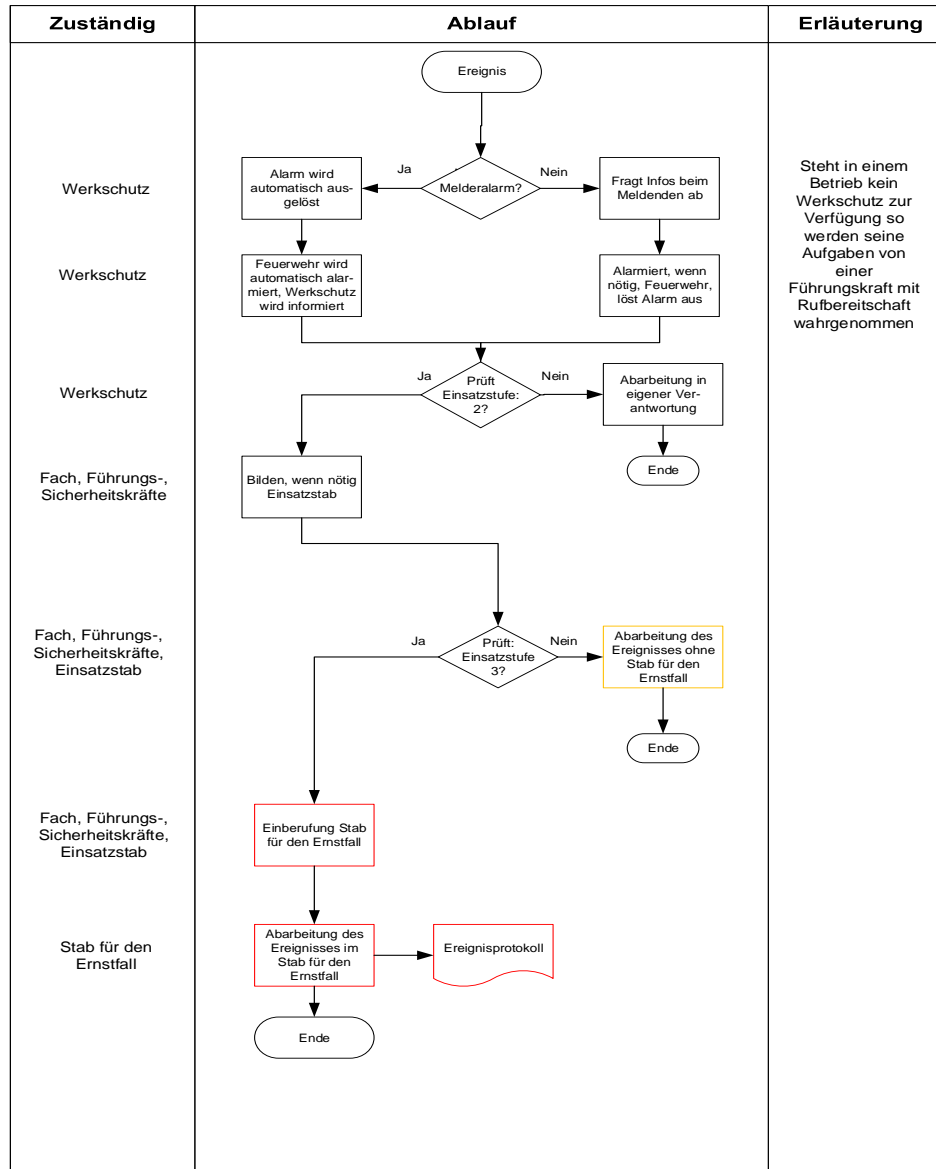 Zuständig
Ablauf
Erläuterung
Ereignis
Werkschutz
Alarm wird
automatisch aus-
gelöst
Ja
Melderalarm?
Nein
Fragt Infos beim
Meldenden ab
Steht in einem
Betrieb kein
Werkschutz zur
Verfügung so
werden seine
Aufgaben von
einer
Führungskraft mit
Rufbereitschaft
wahrgenommen
Werkschutz
Feuerwehr wird
automatisch alar-
miert, Werkschutz
wird informiert
Alarmiert, wenn
nötig, Feuerwehr,
löst Alarm aus
Werkschutz
Ja
Prüft
Einsatzstufe:
2?
Nein
Abarbeitung in
eigener Ver-
antwortung
Ende
Fach, Führungs-,
Sicherheitskräfte
Bilden, wenn nötig
Einsatzstab
Fach, Führungs-,
Sicherheitskräfte,
Einsatzstab
Ja
Prüft:
Einsatzstufe
3?
Nein
Abarbeitung des
Ereignisses ohne
Stab für den
Ernstfall
Ende
Fach, Führungs-,
Sicherheitskräfte,
Einsatzstab
Einberufung Stab
für den Ernstfall
Stab für den
Ernstfall
Abarbeitung des
Ereignisses im
Stab für den
Ernstfall
Ereignisprotokoll
Ende